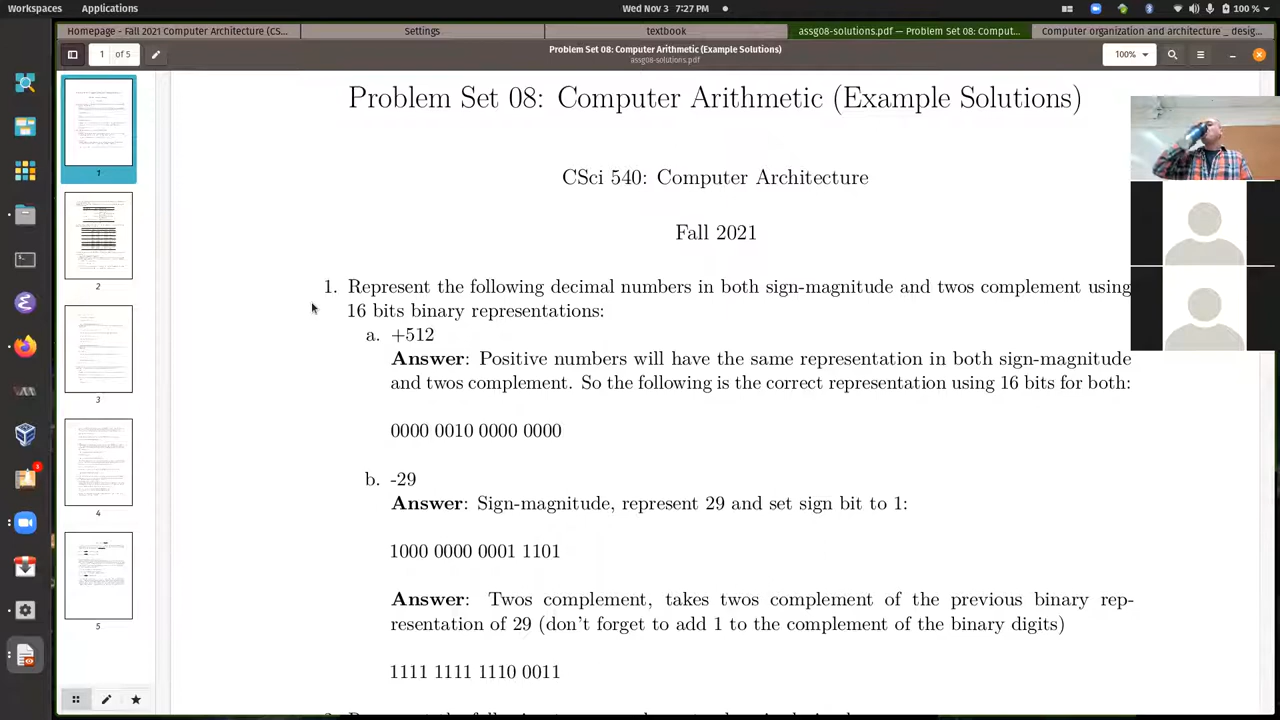 Workspaces Applications Wed Nov 3 7:27 PM 100 %
Homepage - Fall 2021 Computer Architecture (CS... Settings textbook assg08-solutions.pdf — Problem Set 08: Comput... Computer organization and architecture _ desig...
1 of 5 Problem Set 08: Computer Arithmetic (Example Solutions) 100%
assg08-solutions.pdf
Problem Set 08: Computer Arithmetic (Example Solutions)
CSci 540: Computer Architecture
Fall 2021
1. Represent the following decimal numbers in both sign-magnitude and twos complement using
16 bits binary representations:
a. +512
Answer: Positive numbers will have the same representation in both sign-magnitude
and twos complement. So the following is the correct representation using 16 bits for both:
0000 0010 0000 0000
b. -29
Answer: Sign-magnitude, represent 29 and set sign bit to 1:
1000 0000 0001 1101
Answer: Twos complement, takes twos complement of the previous binary rep-
resentation of 29 (don't forget to add 1 to the complement of the binary digits)
1111 1111 1110 0011
1
2
3
4
5
3